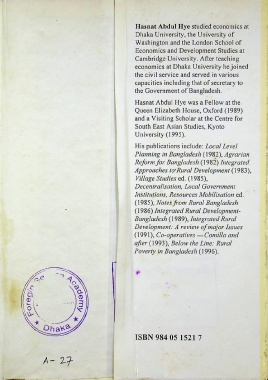 Hasnat Abdul Hye studied economics at
Dhaka University, the University of
Washington and the London School of
Economics and Development Studies at
Cambridge University. After teaching
economics at Dhaka University he joined
the civil service and served in various
capacities including that of secretary to
the Government of Bangladesh.
Hasnat Abdul Hye was a Fellow at the
Queen Elizabeth House, Oxford (1989)
and a Visiting Scholar at the Centre for
South East Asian Studies, Kyoto
University (1995).
His publications include: Local Level
Planning in Bangladesh (1982), Agrarian
Reform for Bangladesh (1982) Integrated
Approaches to Rural Development (1983),
Village Studies ed. (1985),
Decentralisation, Local Government
Institutions, Resources Mobilisation ed.
(1985), Notes from Rural Bangladesh
(1986) Integrated Rural Development-
Bangladesh (1989), Integrated Rural
Development: A review of major Issues
(1991), Co-operatives—Comilla and
after (1993), Below the Line: Rural
Poverty in Bangladesh (1996).
Foreign Academy
Dhaka
A- 27
ISBN 984 05 1521 7